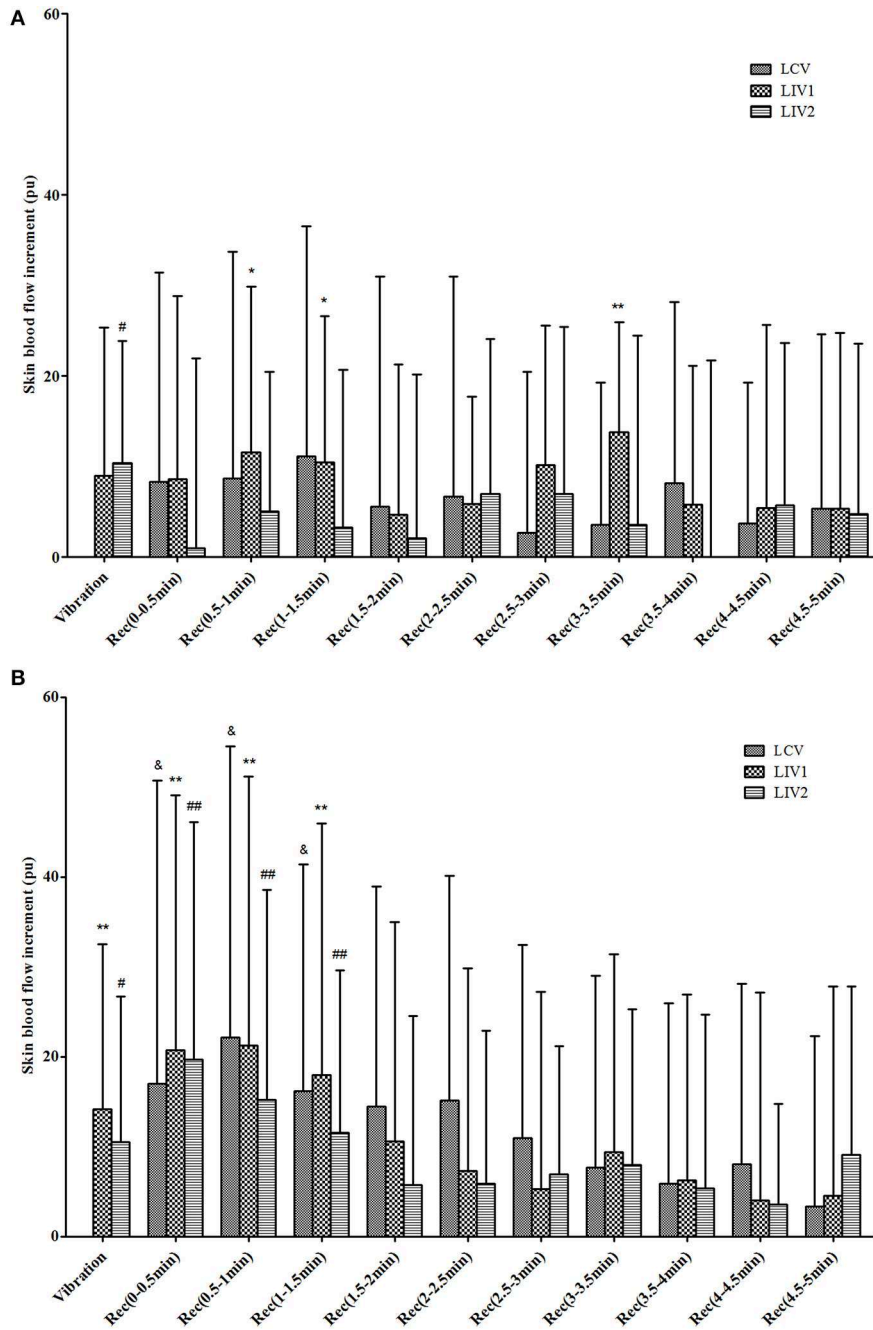 A
60
40
20
0
Skin blood flow increment (pu)
LCV
LIV1
LIV2
#
*
*
**
Vibration
Rec(0-0.5min)
Rec(0.5-1min)
Rec(1-1.5min)
Rec(1.5-2min)
Rec(2-2.5min)
Rec(2.5-3min)
Rec(3-3.5min)
Rec(3.5-4min)
Rec(4-4.5min)
Rec(4.5-5min)
B
60
40
20
0
Skin blood flow increment (pu)
LCV
LIV1
LIV2
**
#
&
**
##
&
**
##
&
**
##
Vibration
Rec(0-0.5min)
Rec(0.5-1min)
Rec(1-1.5min)
Rec(1.5-2min)
Rec(2-2.5min)
Rec(2.5-3min)
Rec(3-3.5min)
Rec(3.5-4min)
Rec(4-4.5min)
Rec(4.5-5min)